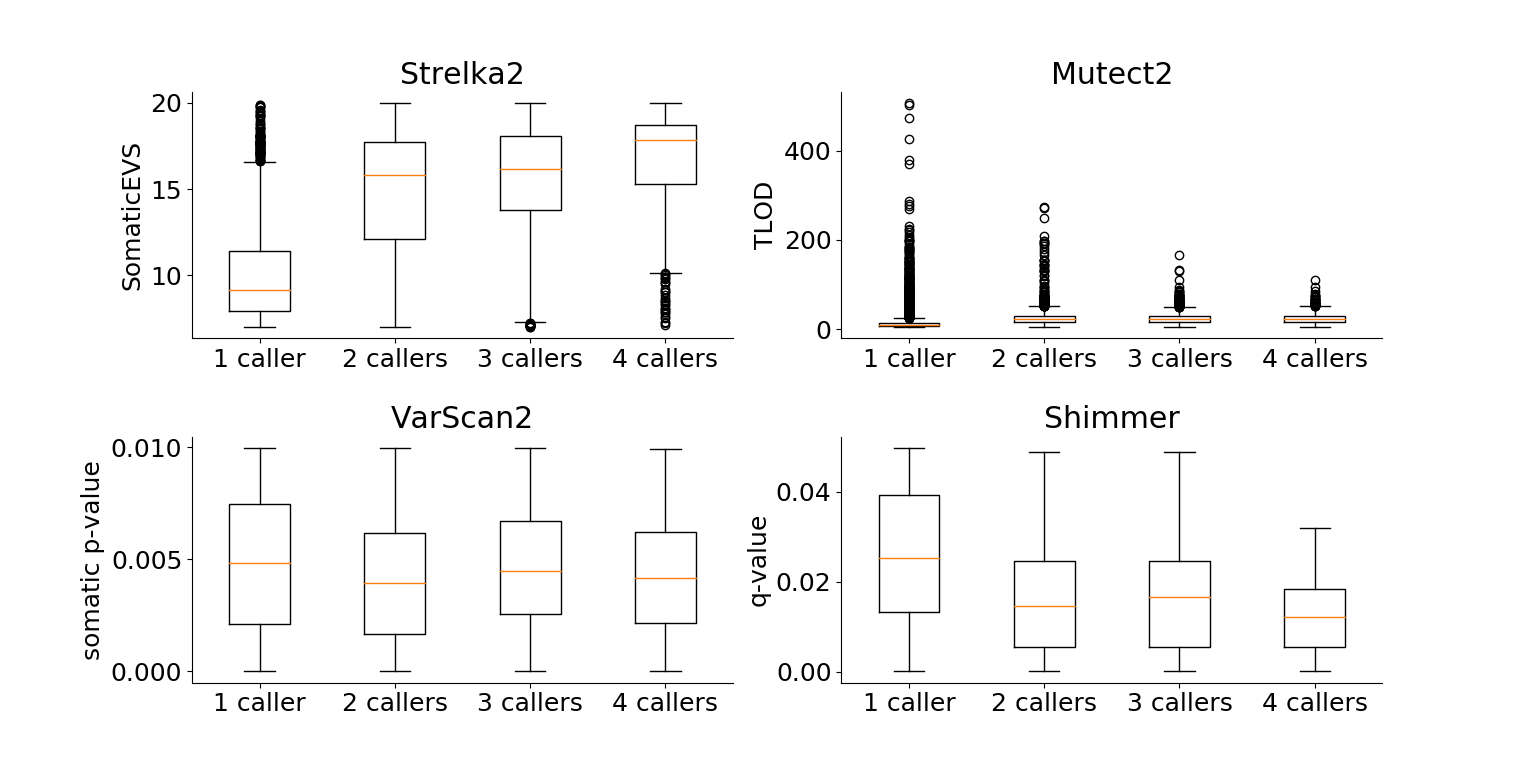 Strelka2
SomaticEVS
20
15
10
1 caller 2 callers 3 callers 4 callers
Mutect2
TLOD
400
200
0
1 caller 2 callers 3 callers 4 callers
VarScan2
somatic p-value
0.010
0.005
0.000
1 caller 2 callers 3 callers 4 callers
Shimmer
q-value
0.04
0.02
0.00
1 caller 2 callers 3 callers 4 callers